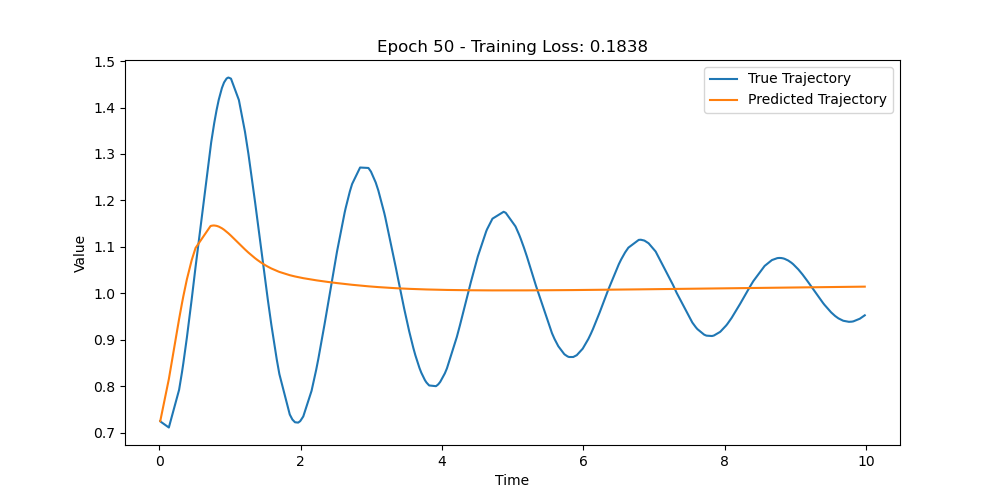 Epoch 50 - Training Loss: 0.1838
True Trajectory
Predicted Trajectory
1.5
1.4
1.3
1.2
1.1
1.0
0.9
0.8
0.7
Value
0 2 4 6 8 10
Time